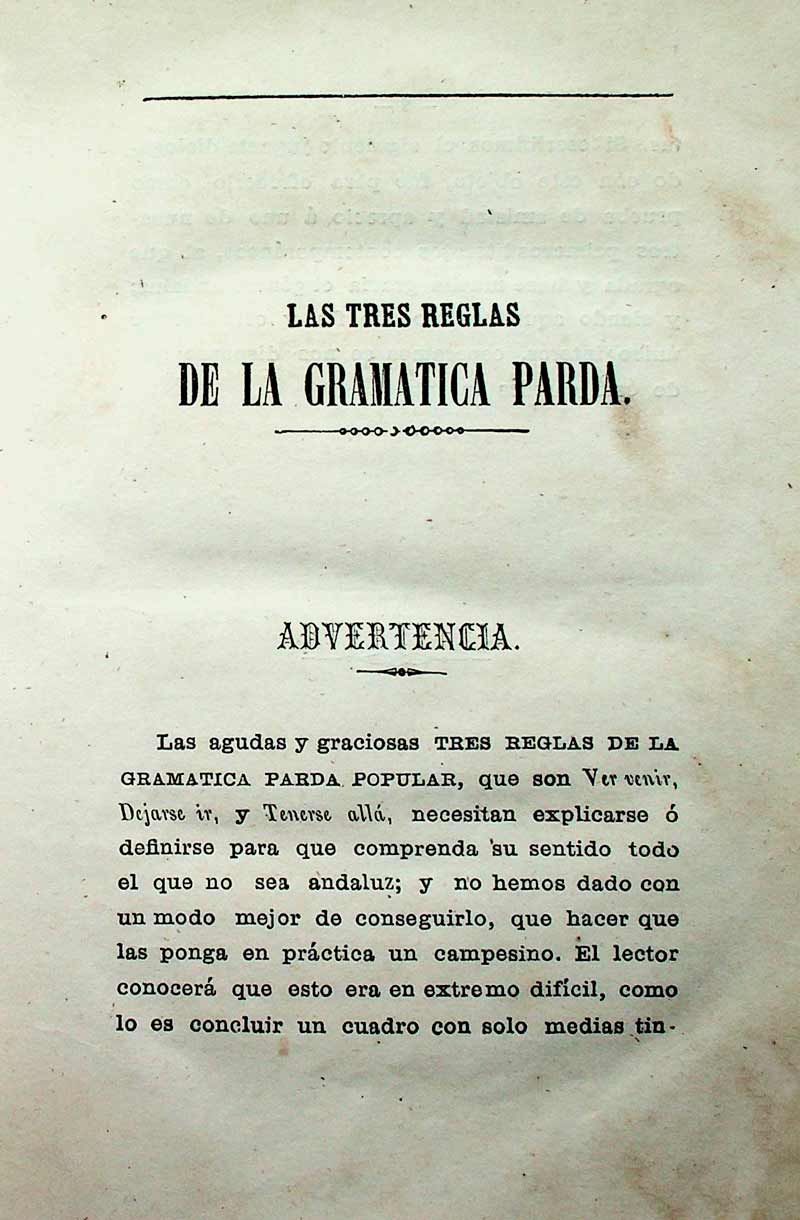 LAS TRES REGLAS
DE LA GRAMATICA PARDA.
ADVERTENCIA.
Las agudas y graciosas TRES REGLAS DE LA
GRAMATICA PARDA POPULAR, que son Ver venir,
Dejarse ir, y Tenerse allá, necesitan explicarse ó
definirse para que comprenda su sentido todo
el que no sea andaluz; y no hemos dado con
un modo mejor de conseguirlo, que hacer que
las ponga en práctica un campesino. El lector
conocerá que esto era en extremo difícil, como
lo es concluir un cuadro con solo medias tin-